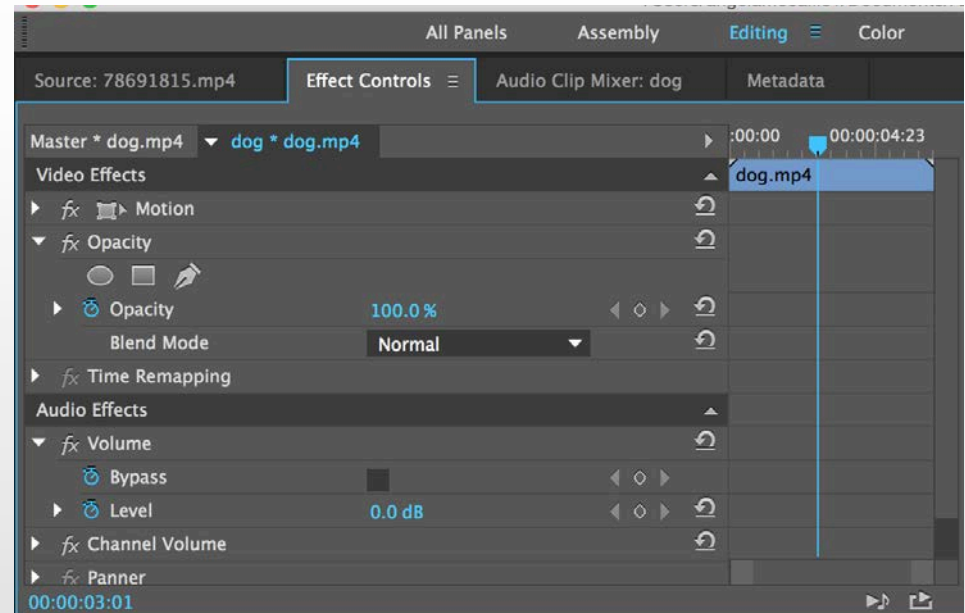 All Panels Assembly Editing Color
Source: 78691815.mp4 Effect Controls Audio Clip Mixer: dog Metadata
Master * dog.mp4 dog * dog.mp4 :00:00 00:00:04:23
Video Effects dog.mp4
fx Motion
fx Opacity
Opacity 100.0 %
Blend Mode Normal
fx Time Remapping
Audio Effects
fx Volume
Bypass
Level 0.0 dB
fx Channel Volume
fx Panner
00:00:03:01